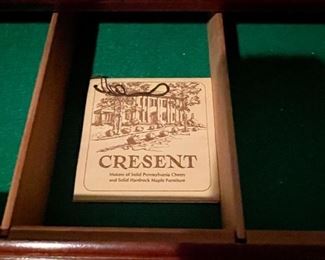 CRESENT
Makers of Solid Pennsylvania Cherry
and Solid Hardrock Maple Furniture